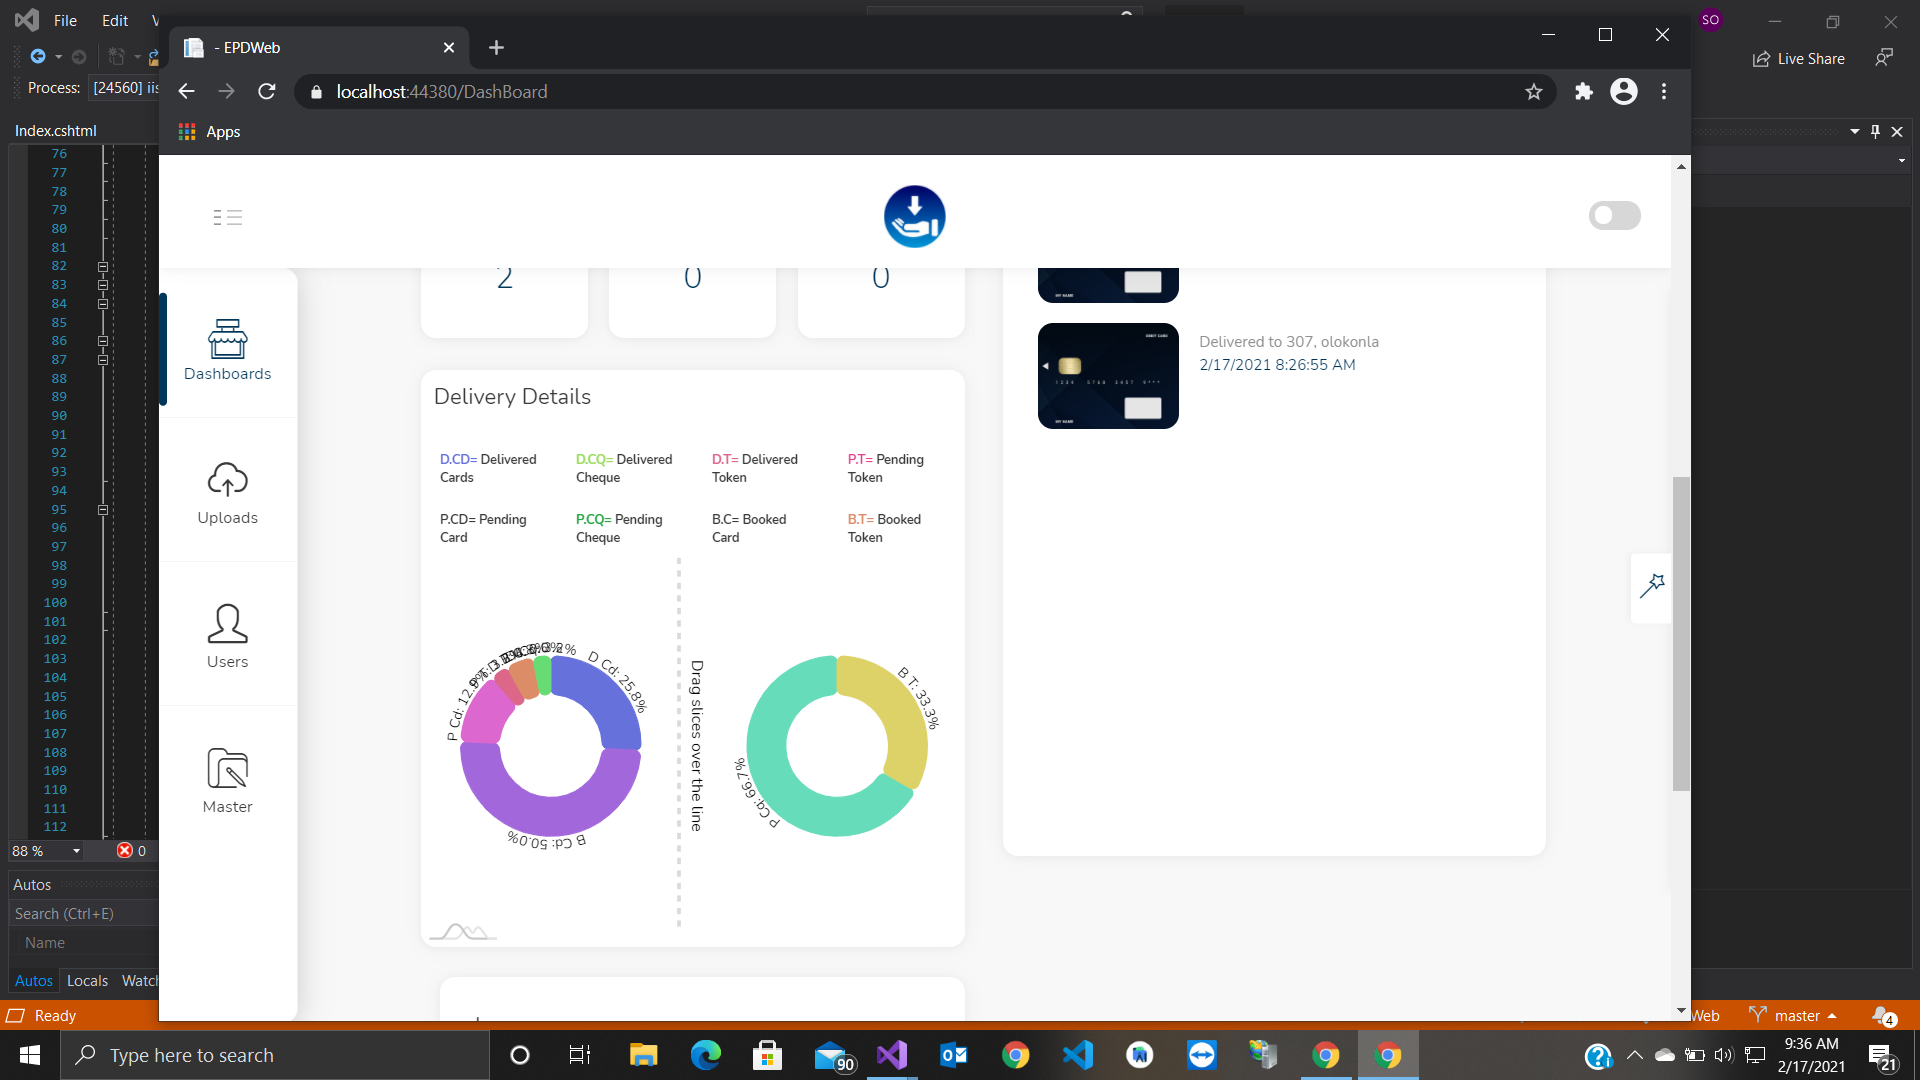 File Edit
SO
Live Share
Process: [24560] iis
- EPDWeb
localhost:44380/DashBoard
Apps
Index.cshtml
76
77
78
79
80
81
82
83
84
85
86
87
88
89
90
91
92
93
94
95
96
97
98
99
100
101
102
103
104
105
106
107
108
109
110
111
112
88 %
0
Autos
Search (Ctrl+E)
Name
Autos Locals Watch
Ready
Dashboards
Uploads
Users
Master
2 0 0
Delivery Details
D.CD= Delivered Cards
D.CQ= Delivered Cheque
D.T= Delivered Token
P.T= Pending Token
P.CD= Pending Card
P.CQ= Pending Cheque
B.C= Booked Card
B.T= Booked Token
P Cd: 12.9%
D Cd: 25.8%
B Cd: 50.0%
Drag slices over the line
B T: 33.3%
P Cq: 66.7%
MY NAME
DEBIT CARD
MY NAME
Delivered to 307, olokonla
2/17/2021 8:26:55 AM
Web
master
4
Type here to search
90
9:36 AM
2/17/2021
21